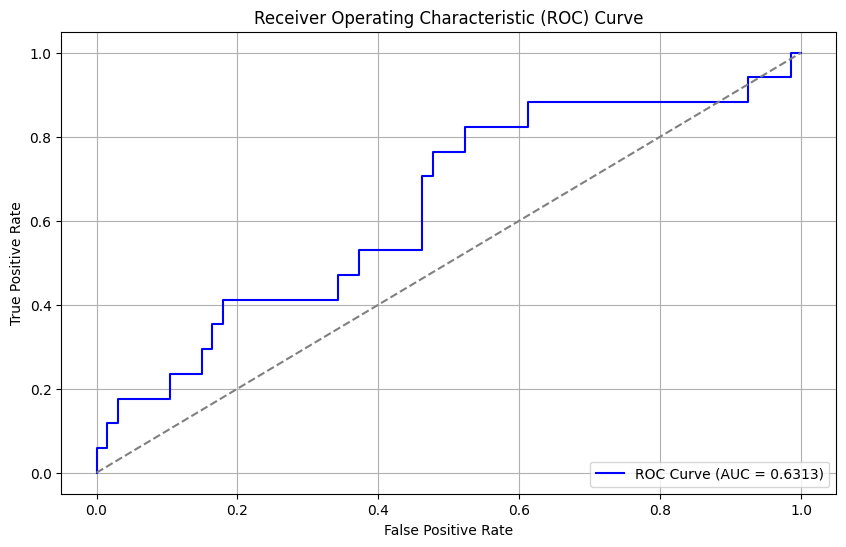 Receiver Operating Characteristic (ROC) Curve
1.0
0.8
0.6
0.4
0.2
0.0
True Positive Rate
ROC Curve (AUC = 0.6313)
0.0 0.2 0.4 0.6 0.8 1.0
False Positive Rate